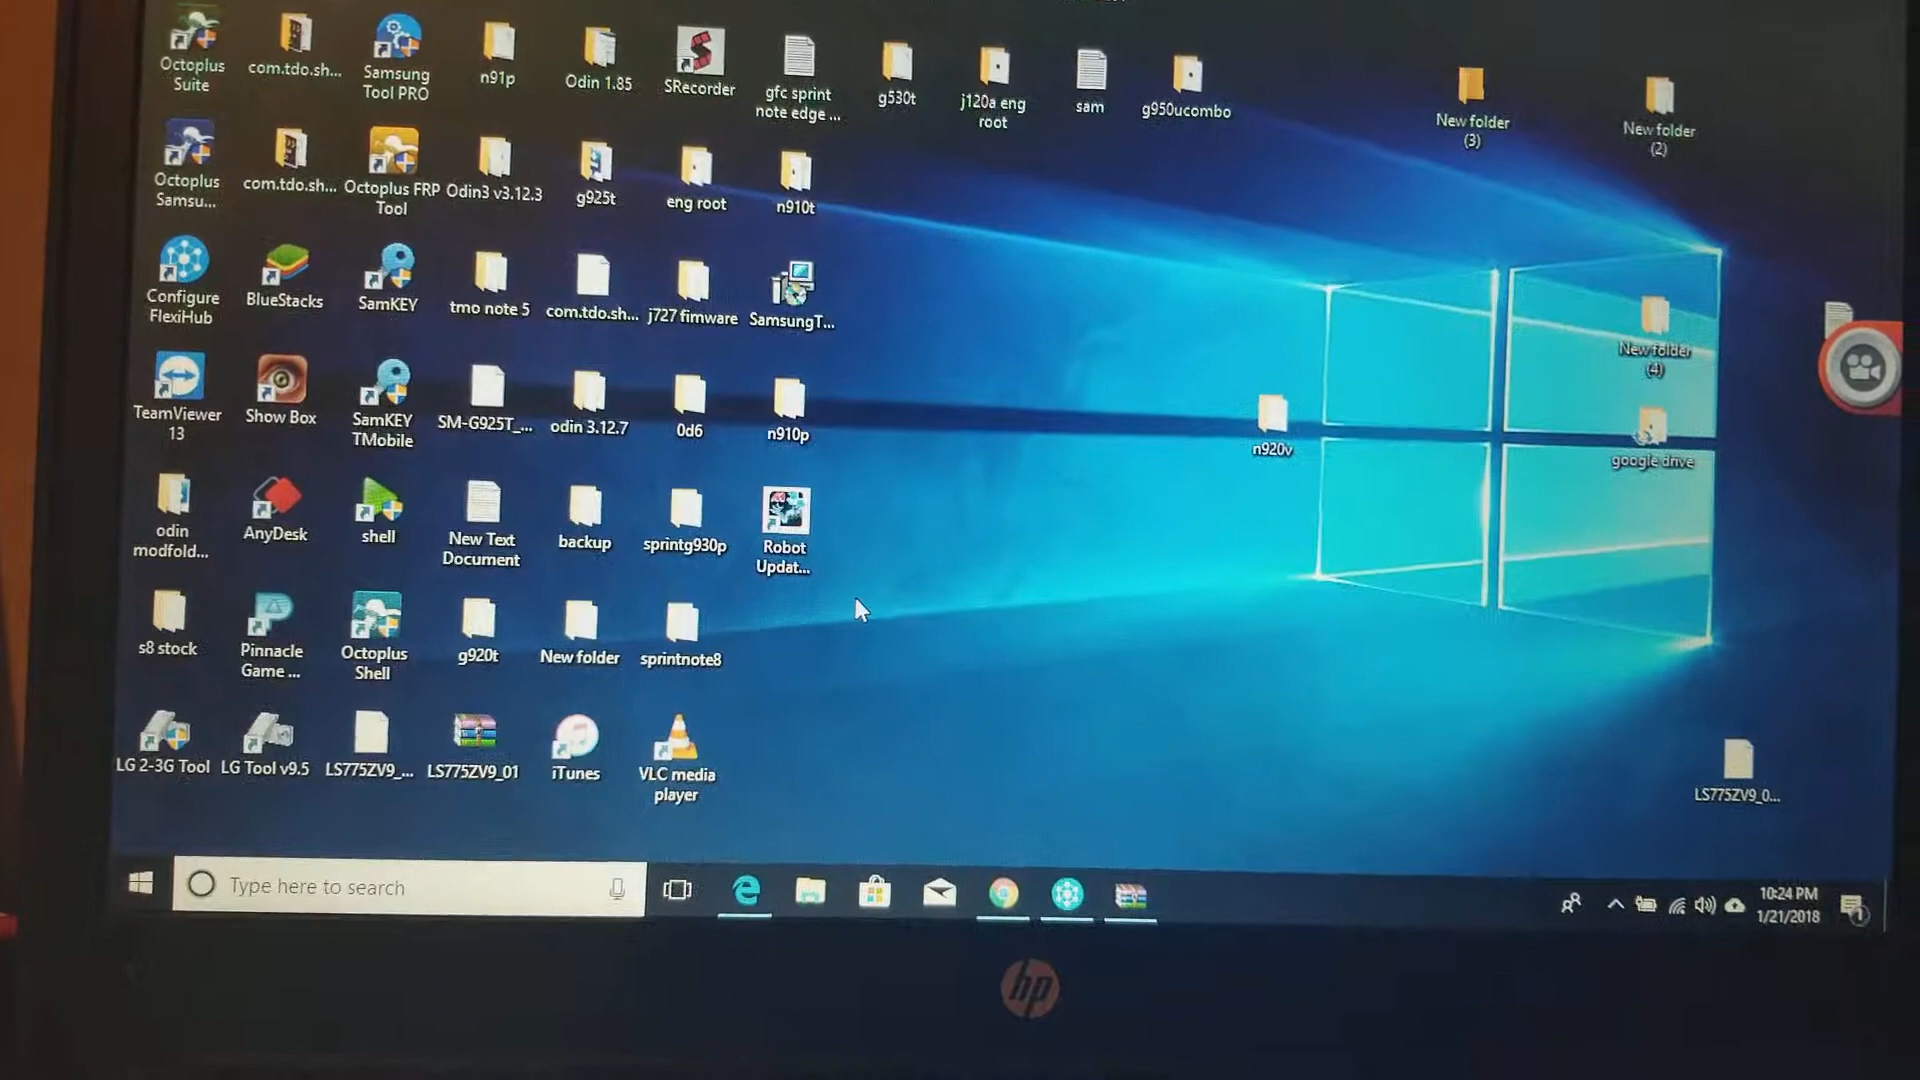 Octoplus
Suite
com.tdo.sh...
Samsung
Tool PRO
n91p
Odin 1.85
SRecorder
gfc sprint
note edge ...
g530t
j120a eng
root
sam
g950ucombo
New folder
(3)
New folder
(2)
Octoplus
Samsu...
com.tdo.sh...
Octoplus FRP
Tool
Odin3 v3.12.3
g925t
eng root
n910t
Configure
FlexiHub
BlueStacks
SamKEY
tmo note 5
com.tdo.sh...
j727 fimware
SamsungT...
New folder
(4)
TeamViewer
13
Show Box
SamKEY
TMobile
SM-G925T_...
odin 3.12.7
0d6
n910p
n920v
google drive
odin
modfold...
AnyDesk
shell
New Text
Document
backup
sprintg930p
Robot
Updat...
s8 stock
Pinnacle
Game ...
Octoplus
Shell
g920t
New folder
sprintnote8
LG 2-3G Tool
LG Tool v9.5
LS775ZV9_...
LS775ZV9_01
iTunes
VLC media
player
LS775ZV9_0...
Type here to search
10:24 PM
1/21/2018
1
hp